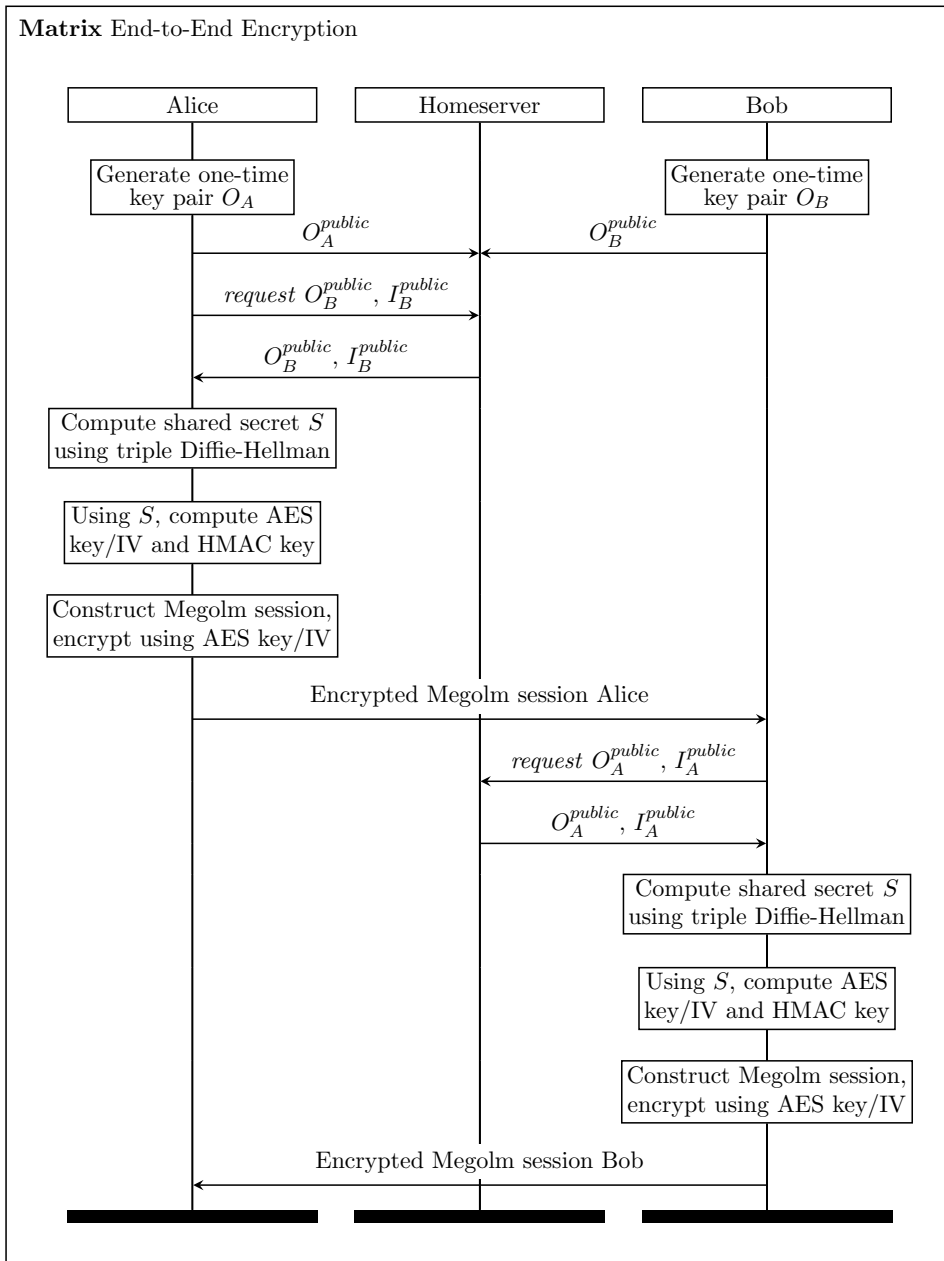 Matrix End-to-End Encryption
Alice
Homeserver
Bob
Generate one-time
key pair O_A
Generate one-time
key pair O_B
O_A^{public}
O_B^{public}
request O_B^{public}, I_B^{public}
O_B^{public}, I_B^{public}
Compute shared secret S
using triple Diffie-Hellman
Using S, compute AES
key/IV and HMAC key
Construct Megolm session,
encrypt using AES key/IV
Encrypted Megolm session Alice
request O_A^{public}, I_A^{public}
O_A^{public}, I_A^{public}
Compute shared secret S
using triple Diffie-Hellman
Using S, compute AES
key/IV and HMAC key
Construct Megolm session,
encrypt using AES key/IV
Encrypted Megolm session Bob